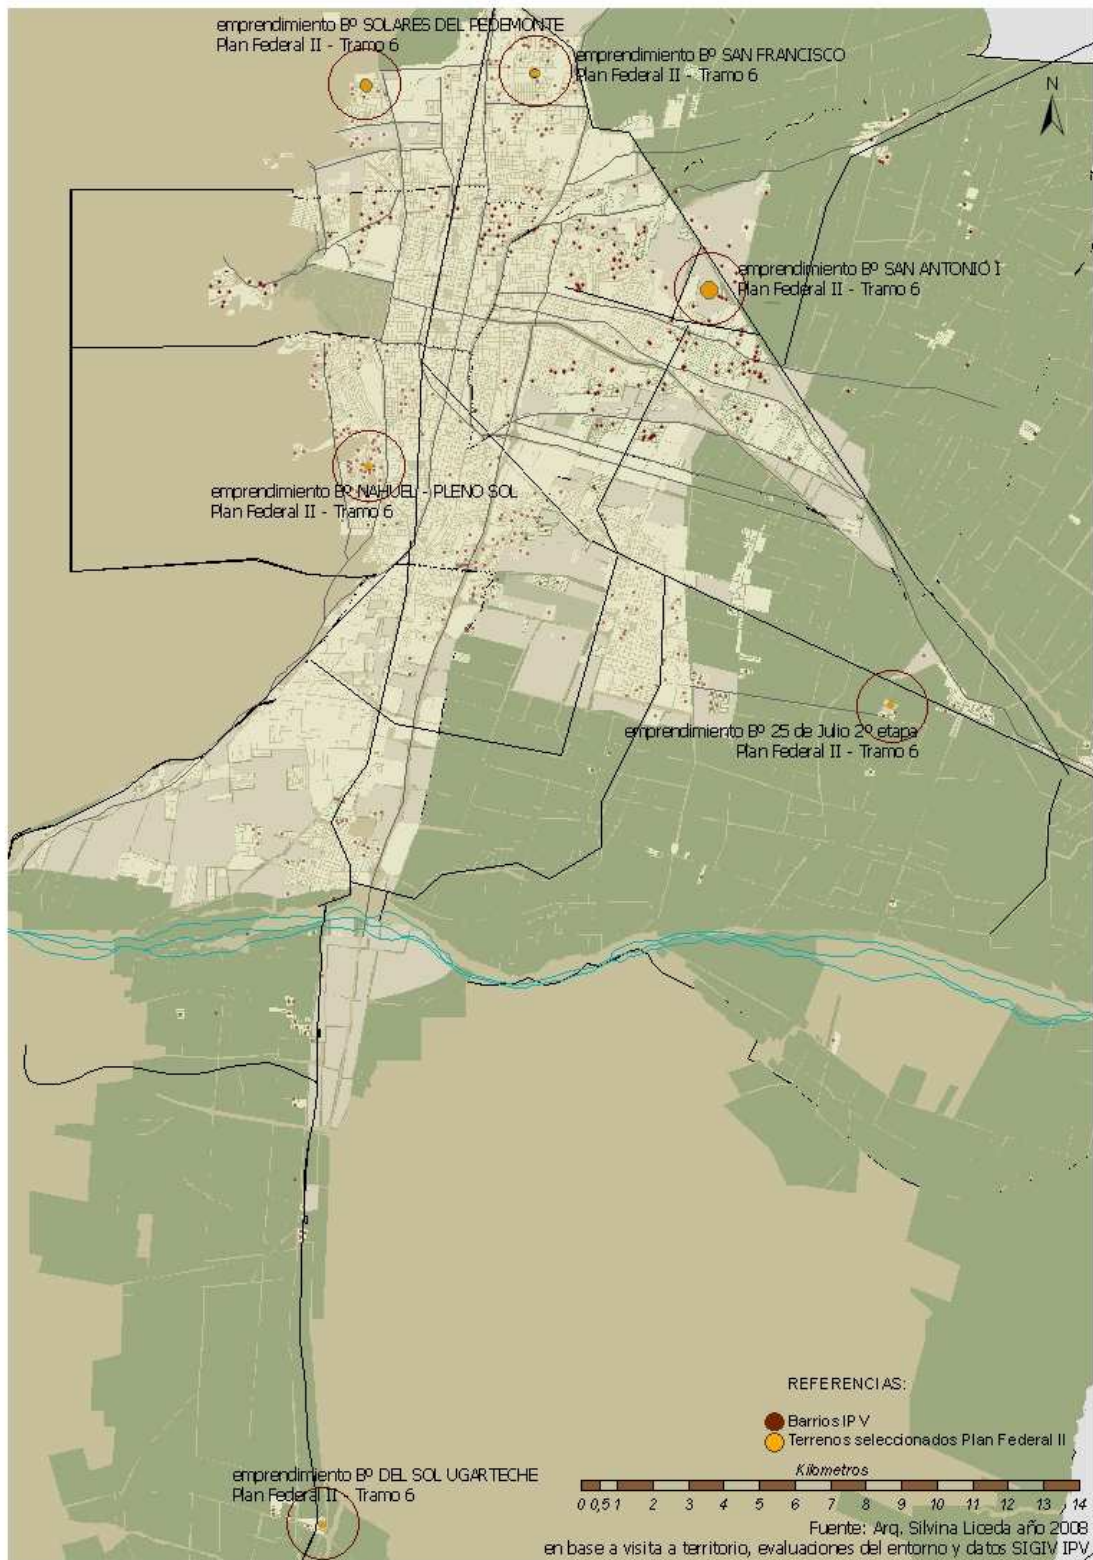 emprendimiento Bº SOLARES DEL PEDEMONTE
Plan Federal II - Tramo 6
emprendimiento Bº SAN FRANCISCO
Plan Federal II - Tramo 6
N
emprendimiento Bº SAN ANTONIO I
Plan Federal II - Tramo 6
emprendimiento Bº NAHUEL - PLENO SOL
Plan Federal II - Tramo 6
emprendimiento Bº 25 de Julio 2º etapa
Plan Federal II - Tramo 6
REFERENCIAS:
Barrios IPV
Terrenos seleccionados Plan Federal II
emprendimiento Bº DEL SOL UGARTECHE
Plan Federal II - Tramo 6
Kilometros
0 0,5 1 2 3 4 5 6 7 8 9 10 11 12 13 14
Fuente: Arq. Silvina Liceda año 2008
en base a visita a territorio, evaluaciones del entorno y datos SIGIV IPV